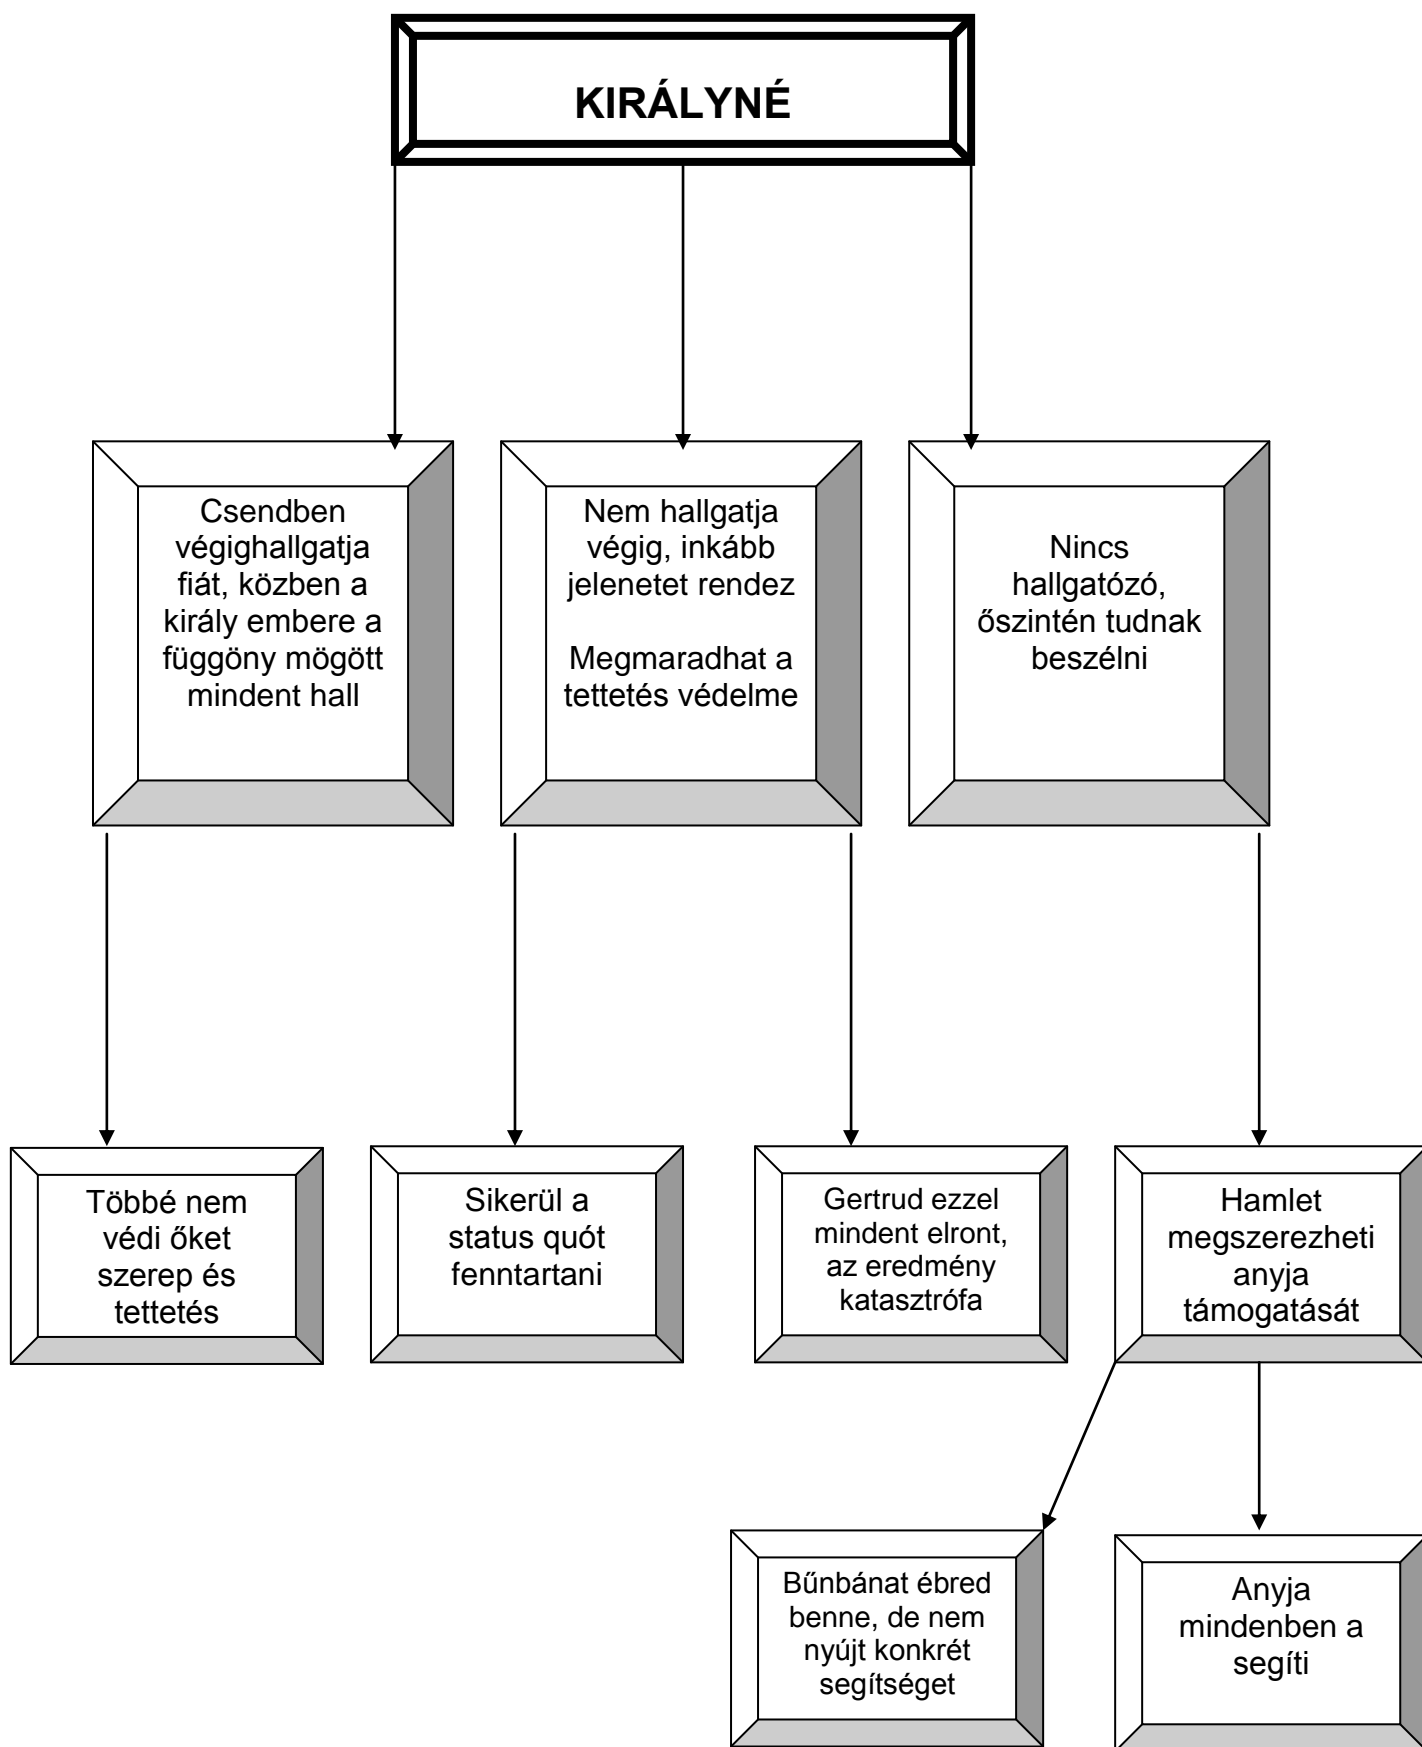 KIRÁLYNÉ
Csendben
végighallgatja
fiát, közben a
király embere a
függöny mögött
mindent hall
Nem hallgatja
végig, inkább
jelenetet rendez
Megmaradhat a
tettetés védelme
Nincs
hallgatózó,
őszintén tudnak
beszélni
Többé nem
védi őket
szerep és
tettetés
Sikerül a
status quót
fenntartani
Gertrud ezzel
mindent elront,
az eredmény
katasztrófa
Hamlet
megszerezheti
anyja
támogatását
Bűnbánat ébred
benne, de nem
nyújt konkrét
segítséget
Anyja
mindenben a
segíti